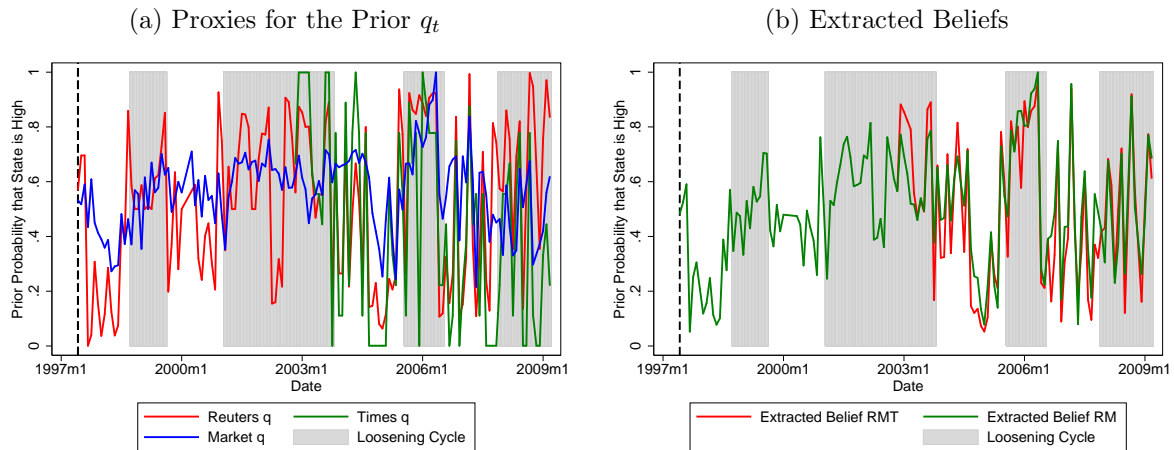 (a) Proxies for the Prior qt
Prior Probability that State is High
1
.8
.6
.4
.2
0
1997m1
2000m1
2003m1
2006m1
2009m1
Date
Reuters q
Times q
Market q
Loosening Cycle
(b) Extracted Beliefs
Prior Probability that State is High
1
.8
.6
.4
.2
0
1997m1
2000m1
2003m1
2006m1
2009m1
Date
Extracted Belief RMT
Extracted Belief RM
Loosening Cycle